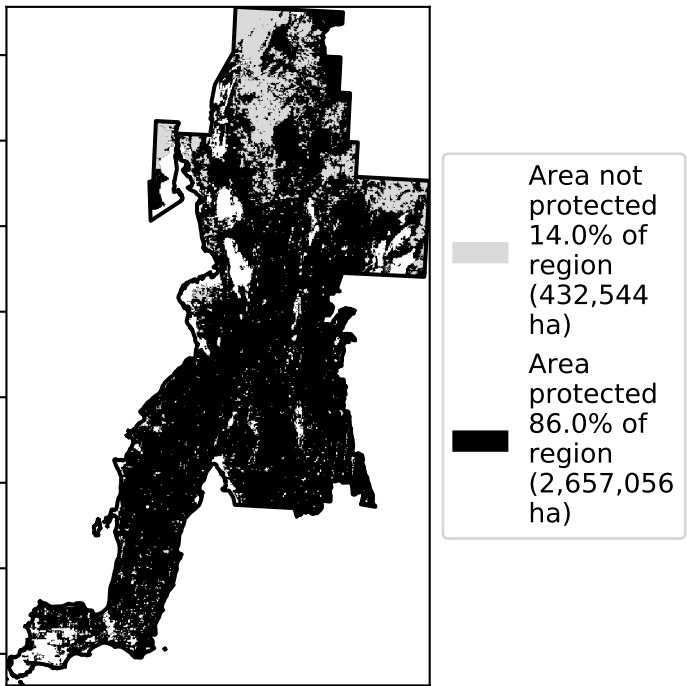 Area not
protected
14.0% of
region
(432,544
ha)
Area
protected
86.0% of
region
(2,657,056
ha)